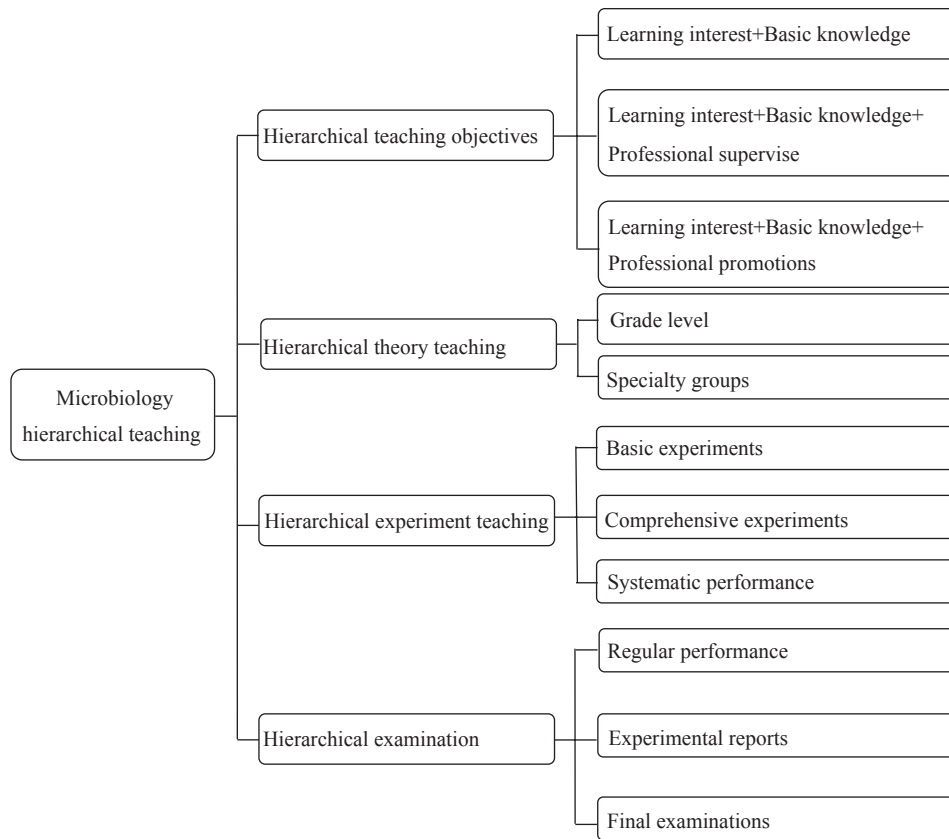 Microbiology
hierarchical teaching
Hierarchical teaching objectives
Learning interest+Basic knowledge
Learning interest+Basic knowledge+
Professional supervise
Learning interest+Basic knowledge+
Professional promotions
Hierarchical theory teaching
Grade level
Specialty groups
Hierarchical experiment teaching
Basic experiments
Comprehensive experiments
Systematic performance
Hierarchical examination
Regular performance
Experimental reports
Final examinations